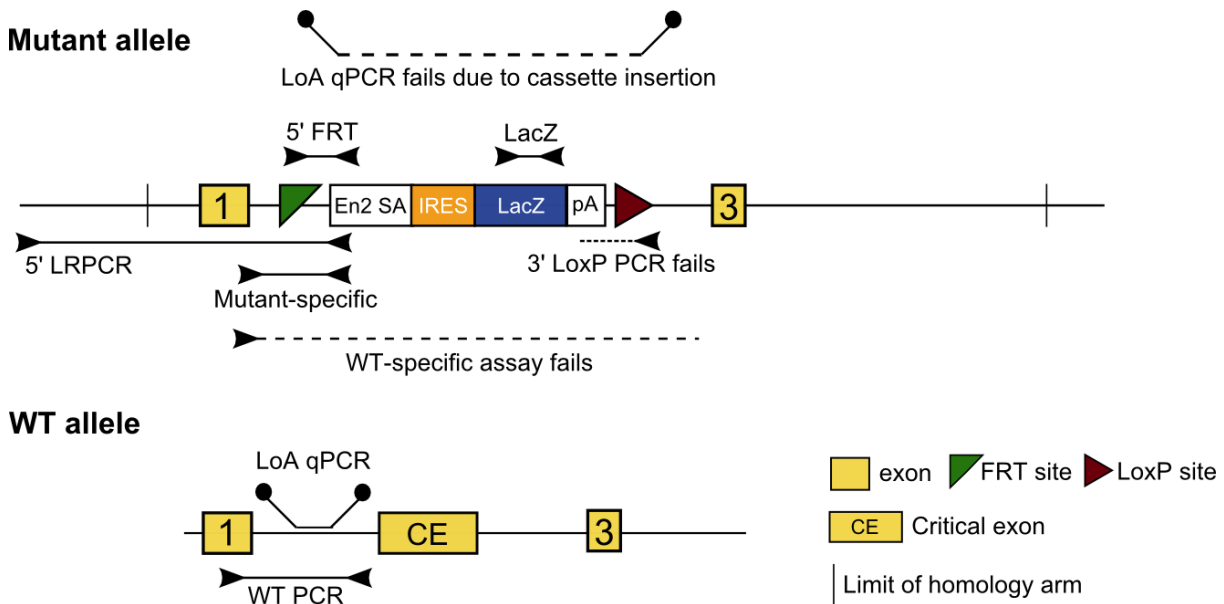 Mutant allele
LoA qPCR fails due to cassette insertion
5' FRT
LacZ
1
En2 SA
IRES
LacZ
pA
3
5' LRPCR
3' LoxP PCR fails
Mutant-specific
WT-specific assay fails
WT allele
LoA qPCR
1
CE
3
WT PCR
exon
FRT site
LoxP site
CE
Critical exon
Limit of homology arm